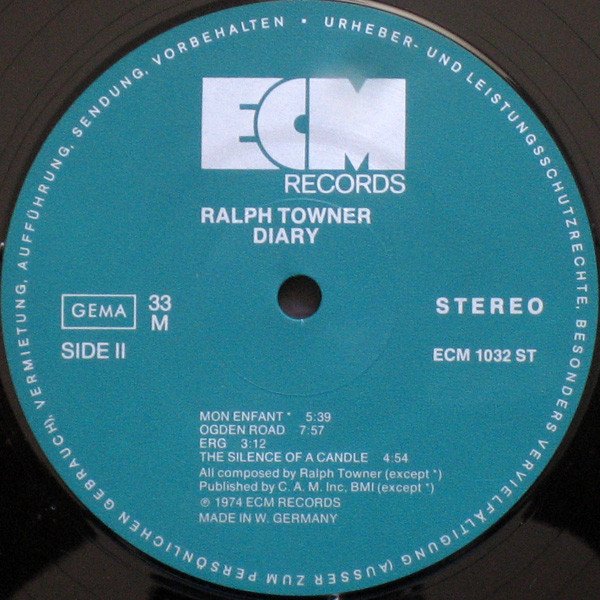 URHEBER- UND LEISTUNGSSCHUTZRECHTE, BESONDERS VERVIELFÄLTIGUNG (AUSSER ZUM PERSÖNLICHEN GEBRAUCH), VERMIETUNG, AUFFÜHRUNG, SENDUNG, VORBEHALTEN •
ECM
RECORDS
RALPH TOWNER
DIARY
GEMA 33 M
STEREO
SIDE II
ECM 1032 ST
MON ENFANT * 5:39
OGDEN ROAD 7:57
ERG 3:12
THE SILENCE OF A CANDLE 4:54
All composed by Ralph Towner (except *)
Published by C. A. M. Inc. BMI (except *)
℗ 1974 ECM RECORDS
MADE IN W. GERMANY